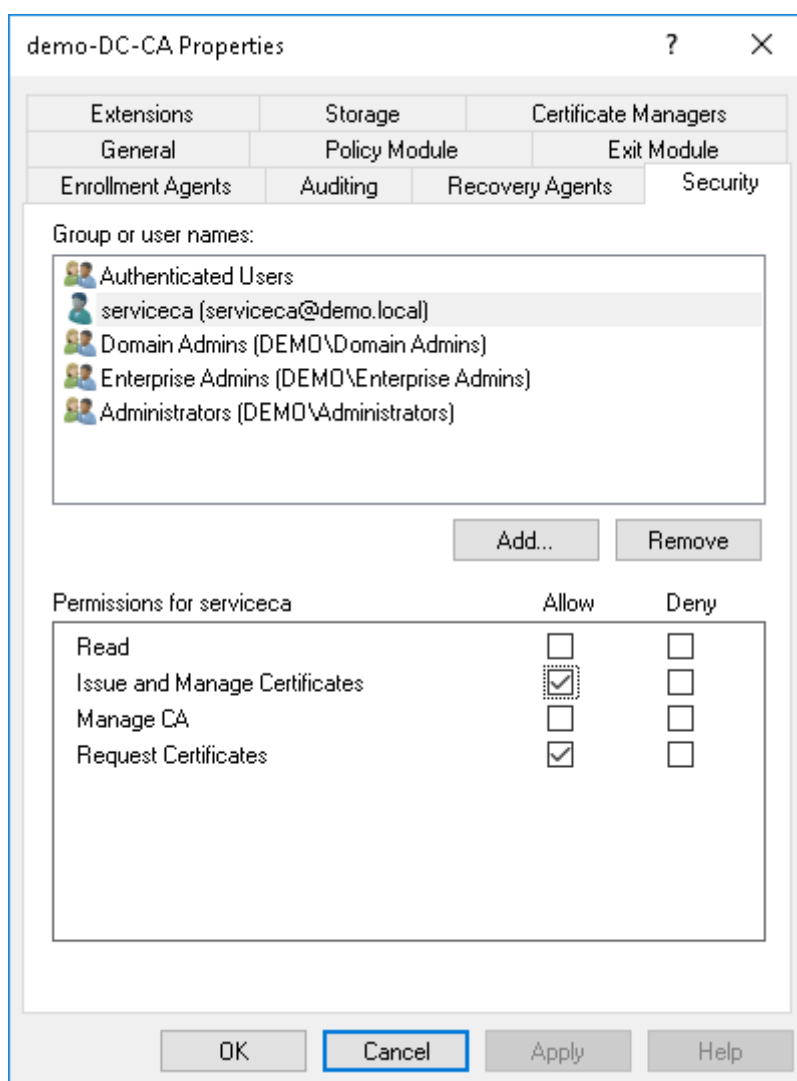 demo-DC-CA Properties ? ×
Extensions Storage Certificate Managers
General Policy Module Exit Module
Enrollment Agents Auditing Recovery Agents Security
Group or user names:
Authenticated Users
serviceca (serviceca@demo.local)
Domain Admins (DEMO\Domain Admins)
Enterprise Admins (DEMO\Enterprise Admins)
Administrators (DEMO\Administrators)
Add... Remove
Permissions for serviceca Allow Deny
Read
Issue and Manage Certificates
Manage CA
Request Certificates
OK Cancel Apply Help